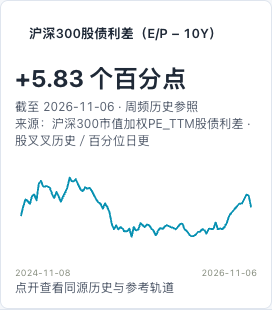 沪深300股债利差（E/P − 10Y）
+5.83 个百分点
截至 2026-11-06 · 周频历史参照
来源：沪深300市值加权PE_TTM股债利差 ·
股叉叉历史 / 百分位日更
2024-11-08
2026-11-06
点开查看同源历史与参考轨道